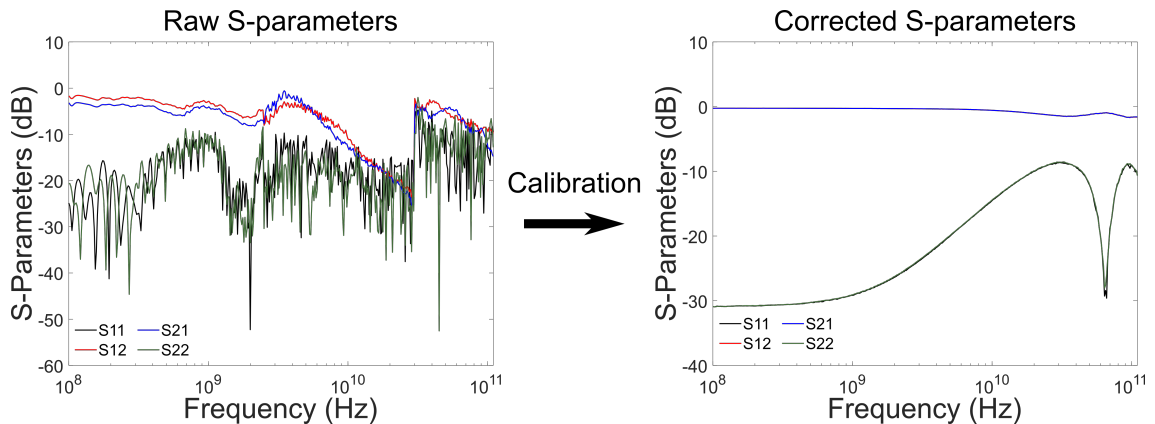 Raw S-parameters
S-Parameters (dB)
10
0
-10
-20
-30
-40
-50
-60
S11 S21
S12 S22
10^8 10^9 10^10 10^11
Frequency (Hz)
Calibration
Corrected S-parameters
S-Parameters (dB)
10
0
-10
-20
-30
-40
S11 S21
S12 S22
10^8 10^9 10^10 10^11
Frequency (Hz)